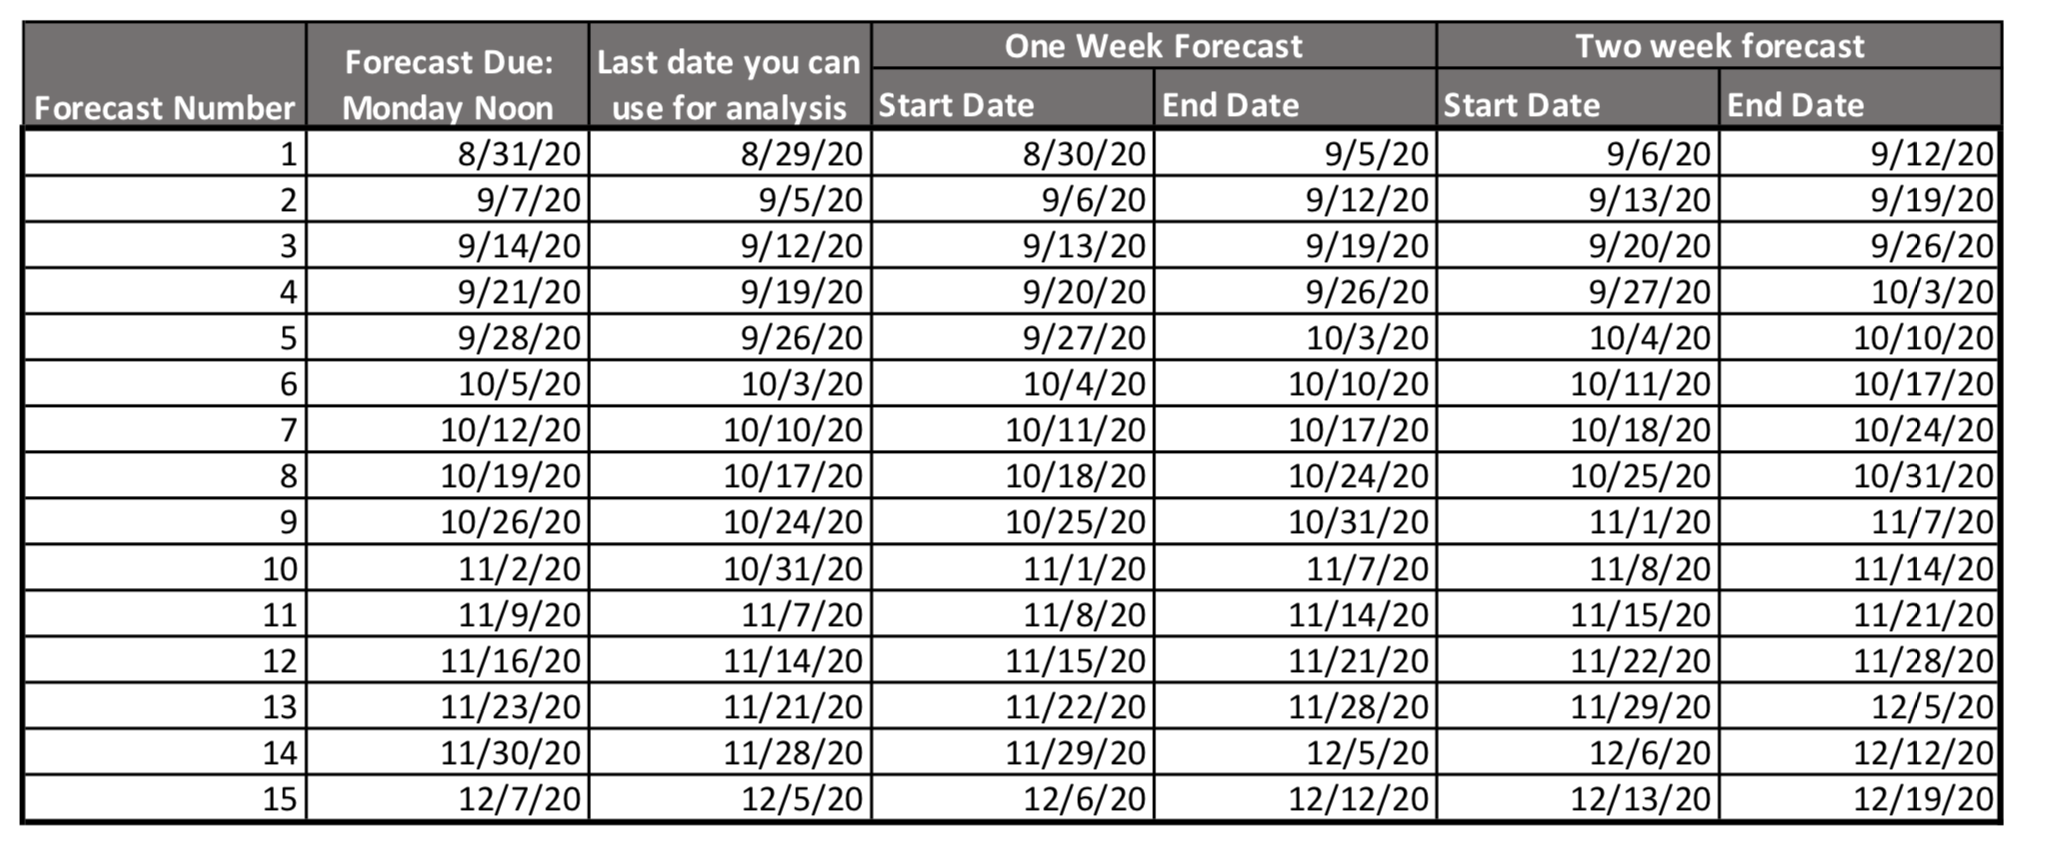 One Week Forecast Two week forecast
Forecast Due: Last date you can
Forecast Number Monday Noon use for analysis Start Date End Date Start Date End Date
1 8/31/20 8/29/20 8/30/20 9/5/20 9/6/20 9/12/20
2 9/7/20 9/5/20 9/6/20 9/12/20 9/13/20 9/19/20
3 9/14/20 9/12/20 9/13/20 9/19/20 9/20/20 9/26/20
4 9/21/20 9/19/20 9/20/20 9/26/20 9/27/20 10/3/20
5 9/28/20 9/26/20 9/27/20 10/3/20 10/4/20 10/10/20
6 10/5/20 10/3/20 10/4/20 10/10/20 10/11/20 10/17/20
7 10/12/20 10/10/20 10/11/20 10/17/20 10/18/20 10/24/20
8 10/19/20 10/17/20 10/18/20 10/24/20 10/25/20 10/31/20
9 10/26/20 10/24/20 10/25/20 10/31/20 11/1/20 11/7/20
10 11/2/20 10/31/20 11/1/20 11/7/20 11/8/20 11/14/20
11 11/9/20 11/7/20 11/8/20 11/14/20 11/15/20 11/21/20
12 11/16/20 11/14/20 11/15/20 11/21/20 11/22/20 11/28/20
13 11/23/20 11/21/20 11/22/20 11/28/20 11/29/20 12/5/20
14 11/30/20 11/28/20 11/29/20 12/5/20 12/6/20 12/12/20
15 12/7/20 12/5/20 12/6/20 12/12/20 12/13/20 12/19/20